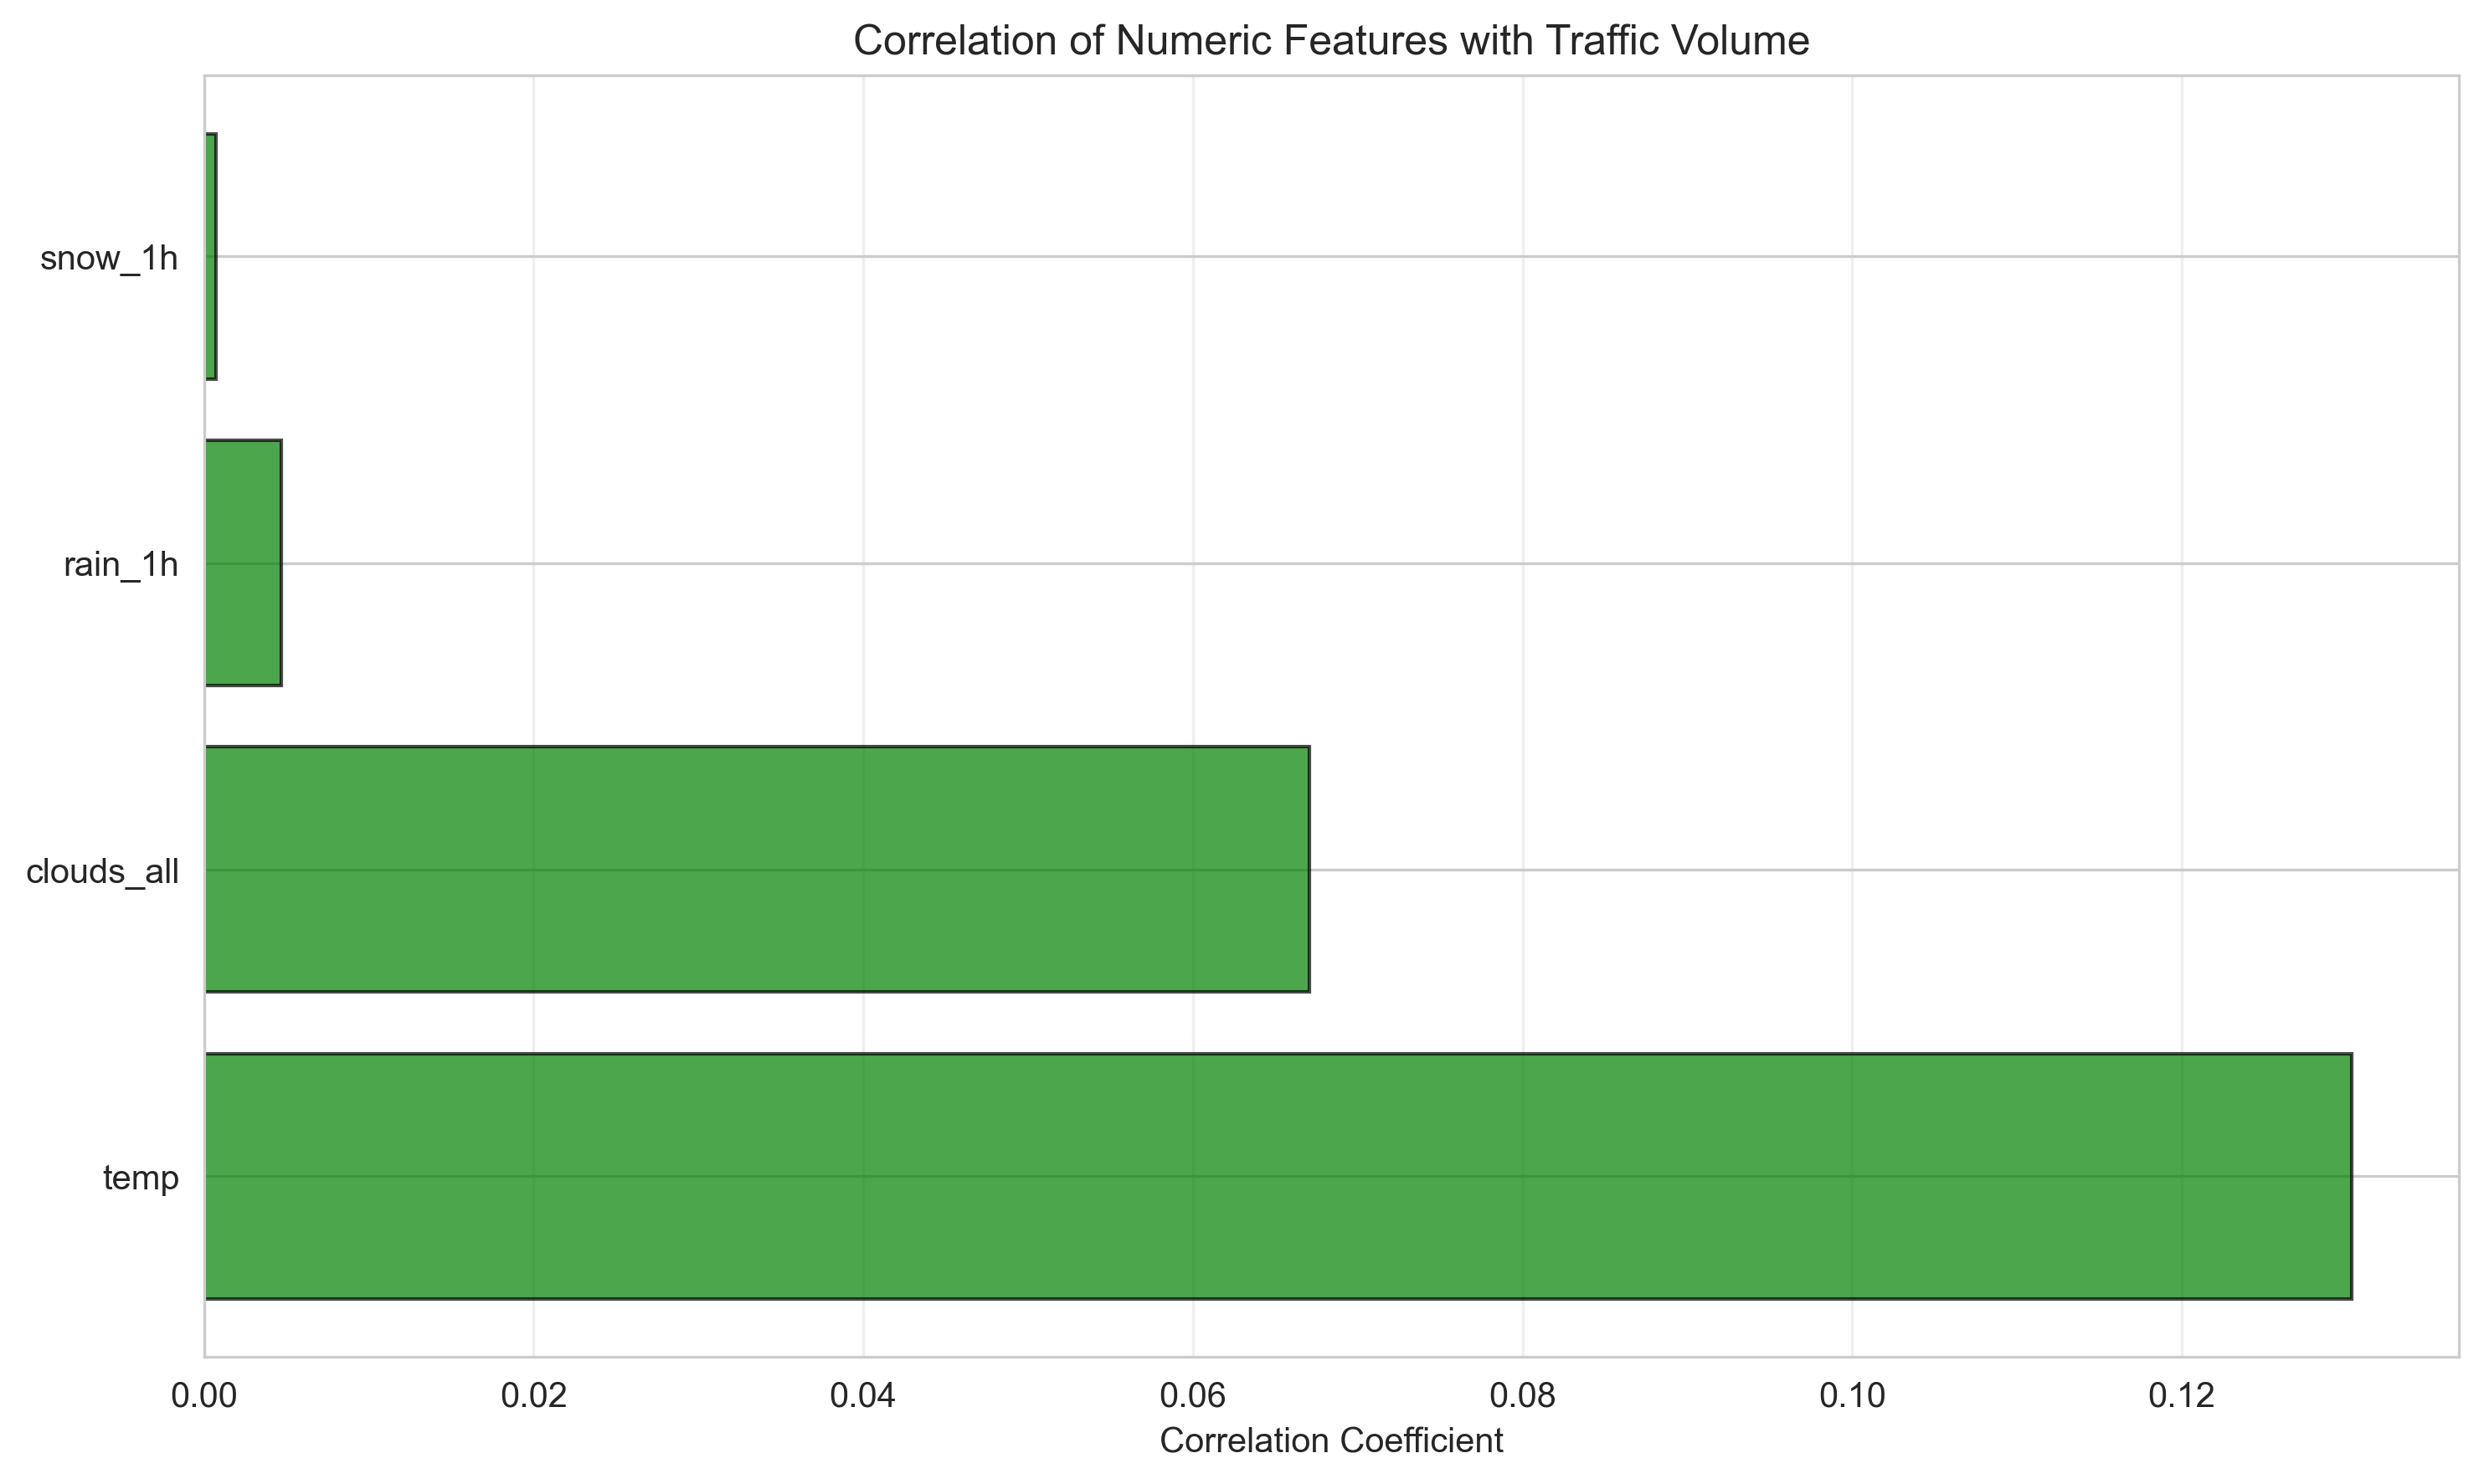 Correlation of Numeric Features with Traffic Volume
snow_1h
rain_1h
clouds_all
temp
0.00 0.02 0.04 0.06 0.08 0.10 0.12
Correlation Coefficient